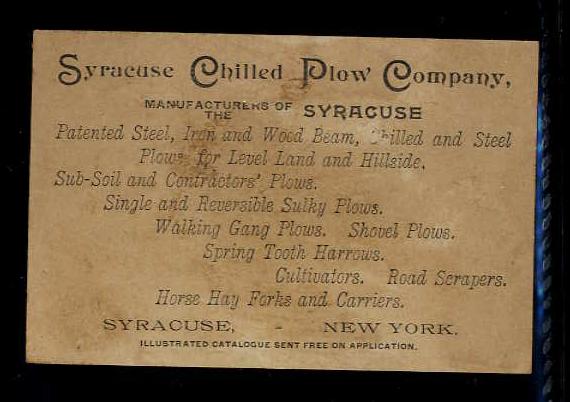 Syracuse Chilled Plow Company,
MANUFACTURERS OF THE SYRACUSE
Patented Steel, Iron and Wood Beam, Chilled and Steel
Plows for Level Land and Hillside.
Sub-Soil and Contractors' Plows.
Single and Reversible Sulky Plows.
Walking Gang Plows. Shovel Plows.
Spring Tooth Harrows.
Cultivators. Road Scrapers.
Horse Hay Forks and Carriers.
SYRACUSE, - NEW YORK.
ILLUSTRATED CATALOGUE SENT FREE ON APPLICATION.